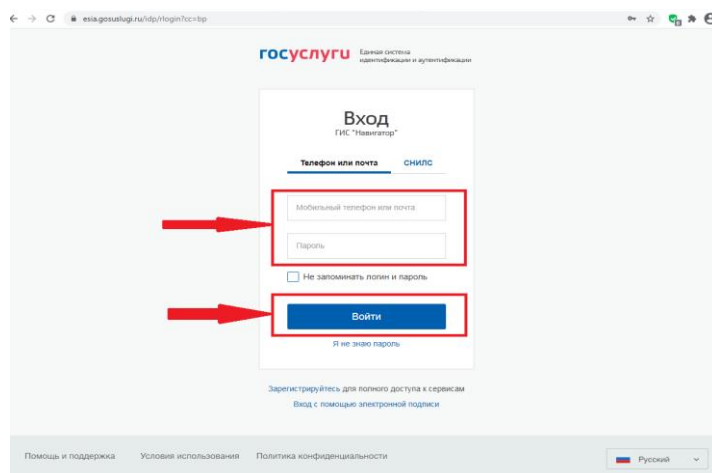 esia.gosuslugi.ru/idp/rlogin?cc=bp
госуслуги Единая система
идентификации и аутентификации
Вход
ГИС "Навигатор"
Телефон или почта СНИЛС
Мобильный телефон или почта
Пароль
Не запоминать логин и пароль
Войти
Я не знаю пароль
Зарегистрируйтесь для полного доступа к сервисам
Вход с помощью электронной подписи
Помощь и поддержка Условия использования Политика конфиденциальности Русский